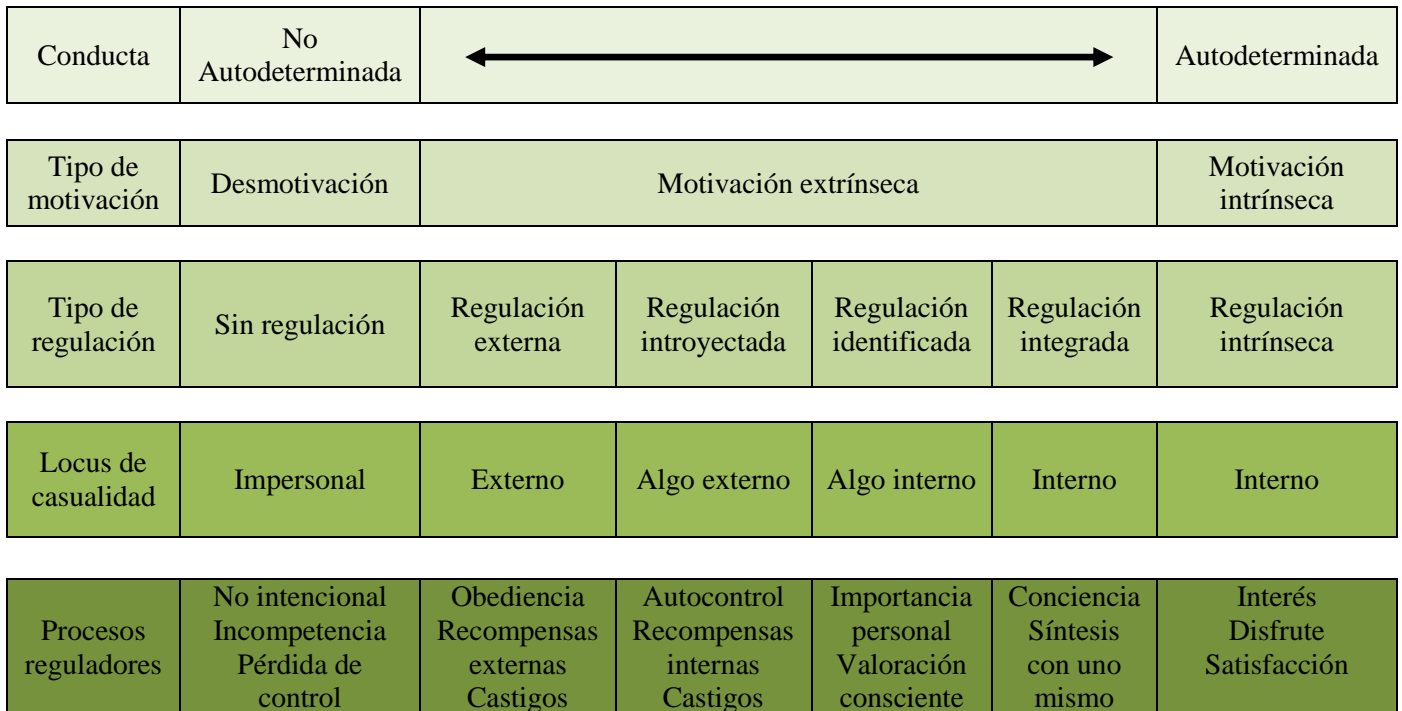 Conducta
No
Autodeterminada
Autodeterminada
Tipo de
motivación
Desmotivación
Motivación extrínseca
Motivación
intrínseca
Tipo de
regulación
Sin regulación
Regulación
externa
Regulación
introyectada
Regulación
identificada
Regulación
integrada
Regulación
intrínseca
Locus de
casualidad
Impersonal
Externo
Algo externo
Algo interno
Interno
Interno
Procesos
reguladores
No intencional
Incompetencia
Pérdida de
control
Obediencia
Recompensas
externas
Castigos
Autocontrol
Recompensas
internas
Castigos
Importancia
personal
Valoración
consciente
Conciencia
Síntesis
con uno
mismo
Interés
Disfrute
Satisfacción